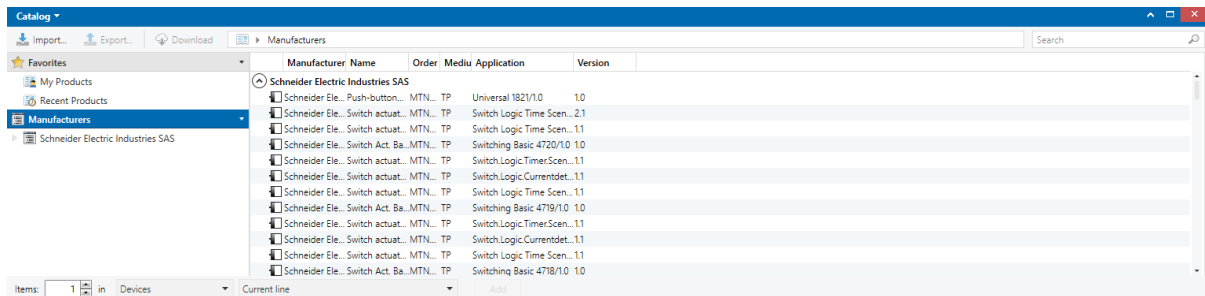 Catalog
Import... Export... Download Manufacturers Search
Favorites
My Products
Recent Products
Manufacturers
Schneider Electric Industries SAS
Manufacturer Name Order Mediu Application Version
Schneider Electric Industries SAS
Schneider Ele... Push-button... MTN... TP Universal 1821/1.0 1.0
Schneider Ele... Switch actuat... MTN... TP Switch Logic Time Scen... 2.1
Schneider Ele... Switch actuat... MTN... TP Switch Logic Time Scen... 1.1
Schneider Ele... Switch Act. Ba... MTN... TP Switching Basic 4720/1.0 1.0
Schneider Ele... Switch actuat... MTN... TP Switch.Logic.Timer.Scen... 1.1
Schneider Ele... Switch actuat... MTN... TP Switch.Logic.Currentdet... 1.1
Schneider Ele... Switch actuat... MTN... TP Switch Logic Time Scen... 1.1
Schneider Ele... Switch Act. Ba... MTN... TP Switching Basic 4719/1.0 1.0
Schneider Ele... Switch actuat... MTN... TP Switch.Logic.Timer.Scen... 1.1
Schneider Ele... Switch actuat... MTN... TP Switch.Logic.Currentdet... 1.1
Schneider Ele... Switch actuat... MTN... TP Switch Logic Time Scen... 1.1
Schneider Ele... Switch Act. Ba... MTN... TP Switching Basic 4718/1.0 1.0
Items: 1 in Devices Current line Add